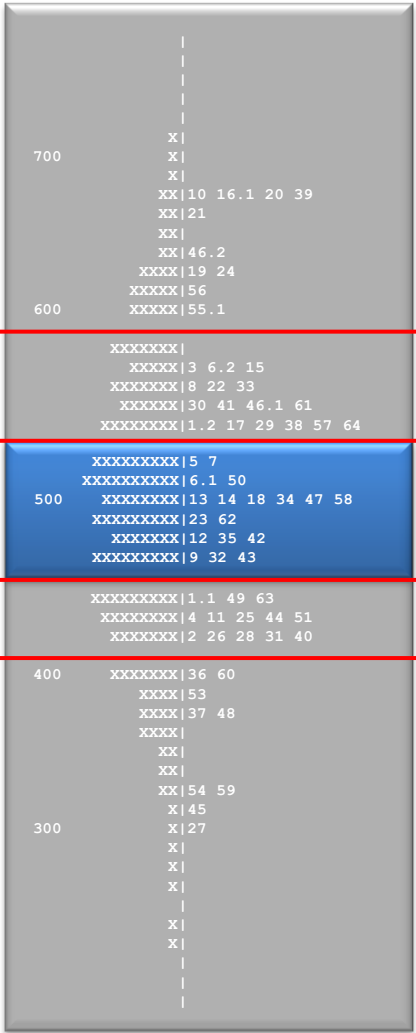 |
|
|
|
|
X|
700 X|
X|
XX|10 16.1 20 39
XX|21
XX|
XX|46.2
XXXX|19 24
XXXXX|56
600 XXXXX|55.1
XXXXXXX|
XXXXX|3 6.2 15
XXXXXXX|8 22 33
XXXXXX|30 41 46.1 61
XXXXXXXX|1.2 17 29 38 57 64
XXXXXXXXX|5 7
XXXXXXXXXX|6.1 50
500 XXXXXXXX|13 14 18 34 47 58
XXXXXXXXX|23 62
XXXXXXX|12 35 42
XXXXXXXXX|9 32 43
XXXXXXXXX|1.1 49 63
XXXXXXXX|4 11 25 44 51
XXXXXXX|2 26 28 31 40
400 XXXXXXX|36 60
XXXX|53
XXXX|37 48
XXXX|
XX|
XX|
XX|54 59
X|45
300 X|27
X|
X|
X|
|
X|
X|
|
|
|